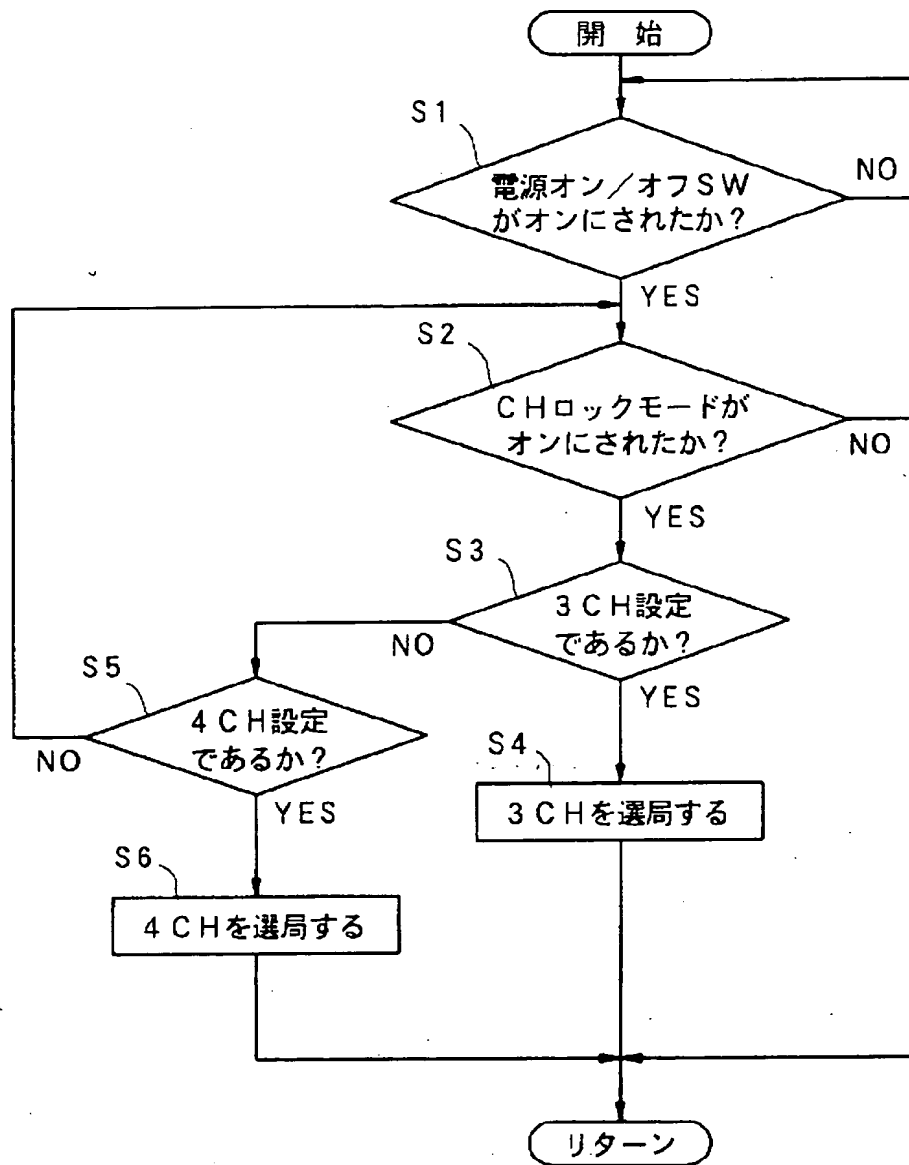 開 始
S1
電源オン／オフSW
がオンにされたか？
NO
YES
S2
CHロックモードが
オンにされたか？
NO
YES
S3
3CH設定
であるか？
NO
YES
S5
4CH設定
であるか？
NO
YES
S4
3CHを選局する
S6
4CHを選局する
リターン